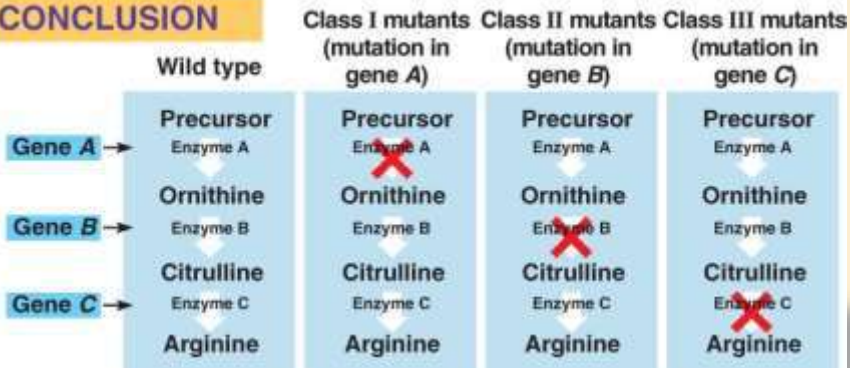 CONCLUSION
Wild type
Class I mutants
(mutation in
gene A)
Class II mutants
(mutation in
gene B)
Class III mutants
(mutation in
gene C)
Gene A
Gene B
Gene C
Precursor
Enzyme A
Ornithine
Enzyme B
Citrulline
Enzyme C
Arginine
Precursor
Enzyme A
Ornithine
Enzyme B
Citrulline
Enzyme C
Arginine
Precursor
Enzyme A
Ornithine
Enzyme B
Citrulline
Enzyme C
Arginine
Precursor
Enzyme A
Ornithine
Enzyme B
Citrulline
Enzyme C
Arginine